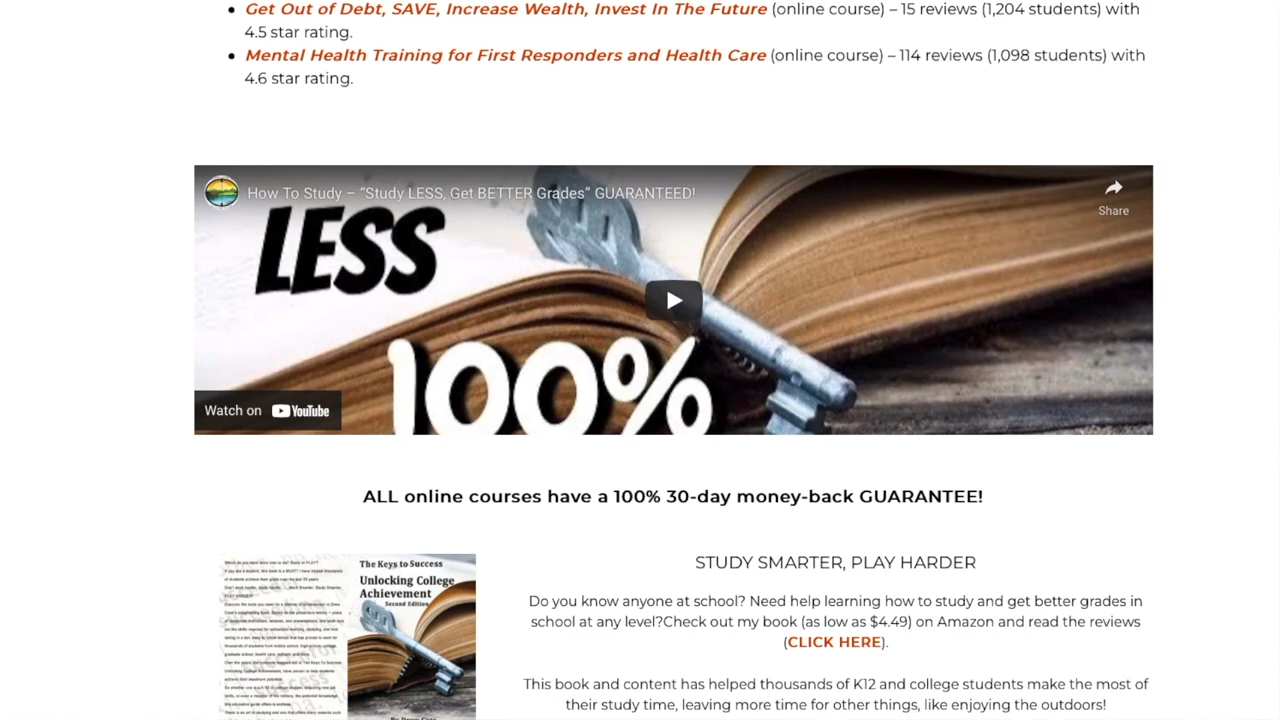 Get Out of Debt, SAVE, Increase Wealth, Invest In The Future (online course) – 15 reviews (1,204 students) with
4.5 star rating.
Mental Health Training for First Responders and Health Care (online course) – 114 reviews (1,098 students) with
4.6 star rating.
How To Study – "Study LESS, Get BETTER Grades" GUARANTEED!
Share
LESS
100%
Watch on YouTube
ALL online courses have a 100% 30-day money-back GUARANTEE!
The Keys to Success
Unlocking College
Achievement
Second Edition
STUDY SMARTER, PLAY HARDER
Do you know anyone at school? Need help learning how to study and get better grades in
school at any level?Check out my book (as low as $4.49) on Amazon and read the reviews
(CLICK HERE).
This book and content has head thousands of K12 and college students make the most of
their study time, leaving more time for other things, like enjoying the outdoors!